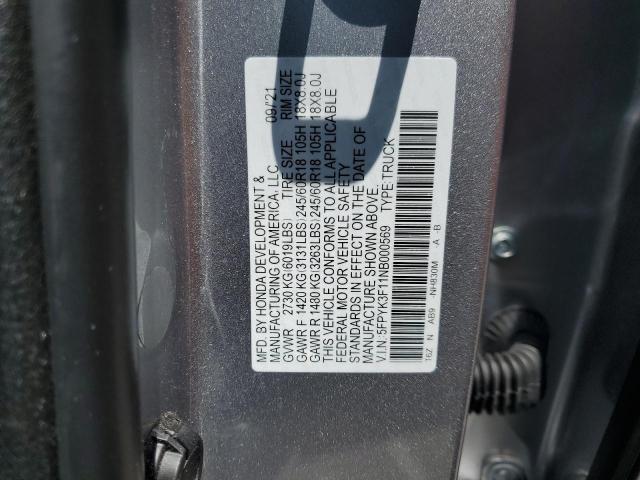 MFD. BY HONDA DEVELOPMENT &
MANUFACTURING OF AMERICA, LLC 09/21
GVWR 2730 KG(6019LBS) TIRE SIZE RIM SIZE
GAWR F 1420 KG(3131LBS) 245/60R18 105H 18X8.0J
GAWR R 1480 KG(3263LBS) 245/60R18 105H 18X8.0J
THIS VEHICLE CONFORMS TO ALL APPLICABLE
FEDERAL MOTOR VEHICLE SAFETY
STANDARDS IN EFFECT ON THE DATE OF
MANUFACTURE SHOWN ABOVE.
V.I.N.:5FPYK3F11NB000569 TYPE:TRUCK
T6Z N AB9 -NH830M -A -B